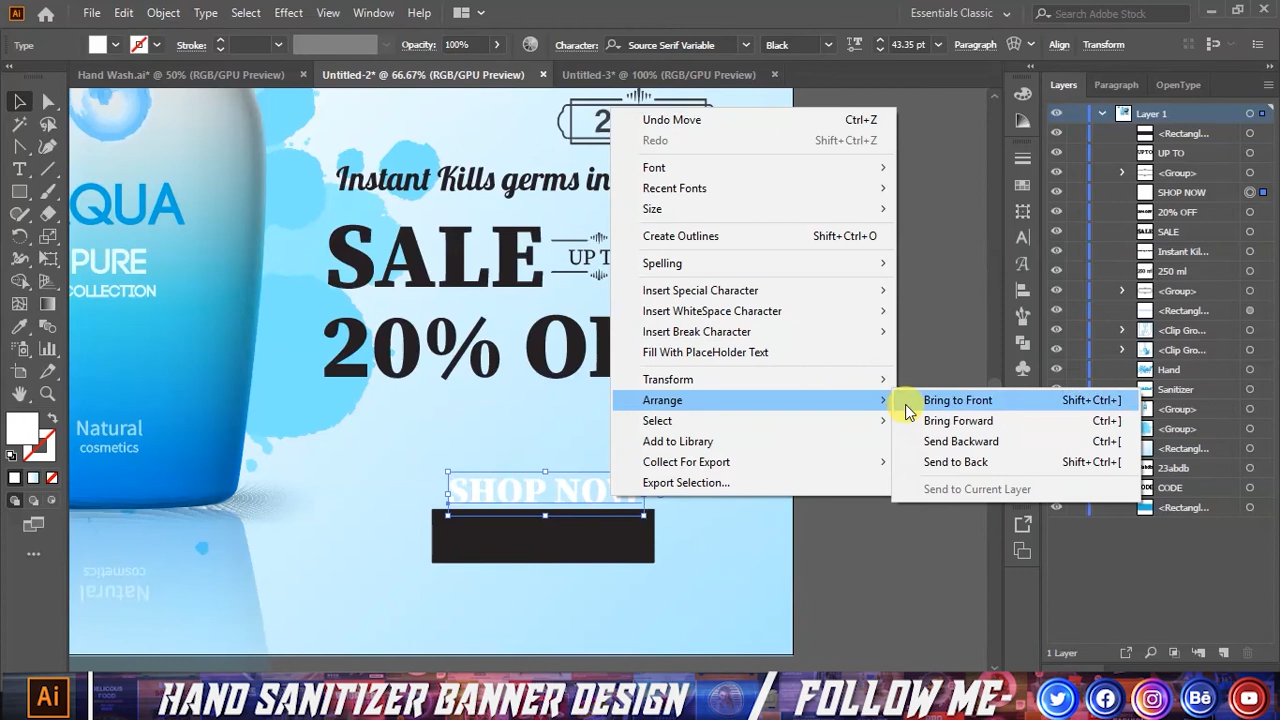 Ai File Edit Object Type Select Effect View Window Help Essentials Classic Search Adobe Stock
Type Stroke: Opacity: 100% Character: Source Serif Variable Black 43.35 pt Paragraph Align Transform
Hand Wash.ai* @ 50% (RGB/GPU Preview) Untitled-2* @ 66.67% (RGB/GPU Preview) Untitled-3* @ 100% (RGB/GPU Preview)
Layers Paragraph OpenType
Layer 1
<Rectangl...
UP TO
<Group>
SHOP NOW
20% OFF
SALE
Instant Kil...
250 ml
<Group>
<Rectangl...
<Clip Gro...
<Clip Gro...
Hand
Sanitizer
<Group>
<Group>
<Rectangl...
23abdb
CODE
<Rectangl...
1 Layer
Undo Move Ctrl+Z
Redo Shift+Ctrl+Z
Font
Recent Fonts
Size
Create Outlines Shift+Ctrl+O
Spelling
Insert Special Character
Insert WhiteSpace Character
Insert Break Character
Fill With PlaceHolder Text
Transform
Arrange
Select
Add to Library
Collect For Export
Export Selection...
Bring to Front Shift+Ctrl+]
Bring Forward Ctrl+]
Send Backward Ctrl+[
Send to Back Shift+Ctrl+[
Send to Current Layer
2
Instant Kills germs in
SALE UP T
20% OF
SHOP NOW
QUA
PURE
COLLECTION
Natural
cosmetics
cosmetics
Natural
Ai HAND SANITIZER BANNER DESIGN / FOLLOW ME-